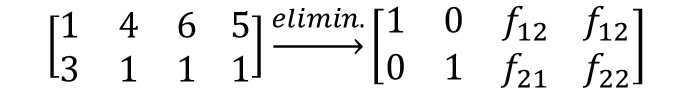 [1 4 6 5] elimin. [1 0 f₁₂ f₁₂]
[3 1 1 1] ⟶ [0 1 f₂₁ f₂₂]